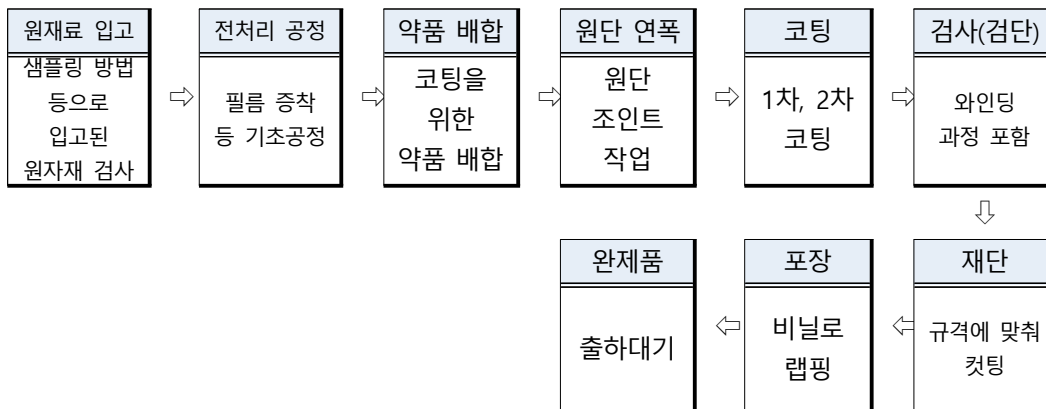 원재료 입고
샘플링 방법
등으로
입고된
원자재 검사
전처리 공정
필름 증착
등 기초공정
약품 배합
코팅을
위한
약품 배합
원단 연폭
원단
조인트
작업
코팅
1차, 2차
코팅
검사(검단)
와인딩
과정 포함
재단
규격에 맞춰
컷팅
포장
비닐로
랩핑
완제품
출하대기